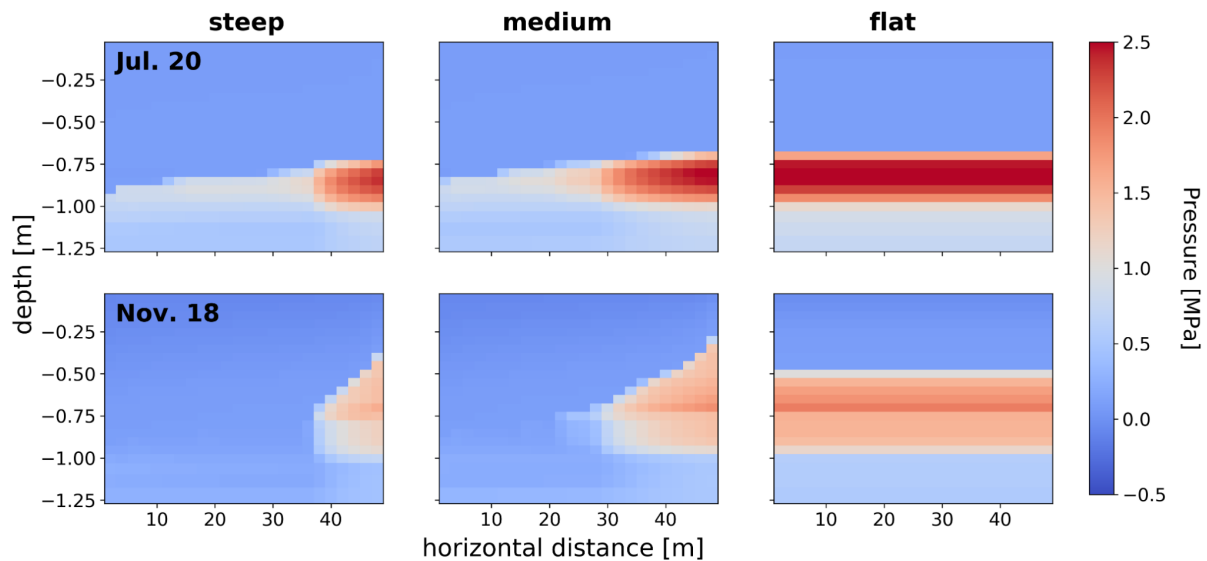 steep
medium
flat
Jul. 20
−0.25
−0.50
−0.75
−1.00
−1.25
Nov. 18
−0.25
−0.50
−0.75
−1.00
−1.25
depth [m]
10 20 30 40
10 20 30 40
10 20 30 40
horizontal distance [m]
2.5
2.0
1.5
1.0
0.5
0.0
−0.5
Pressure [MPa]